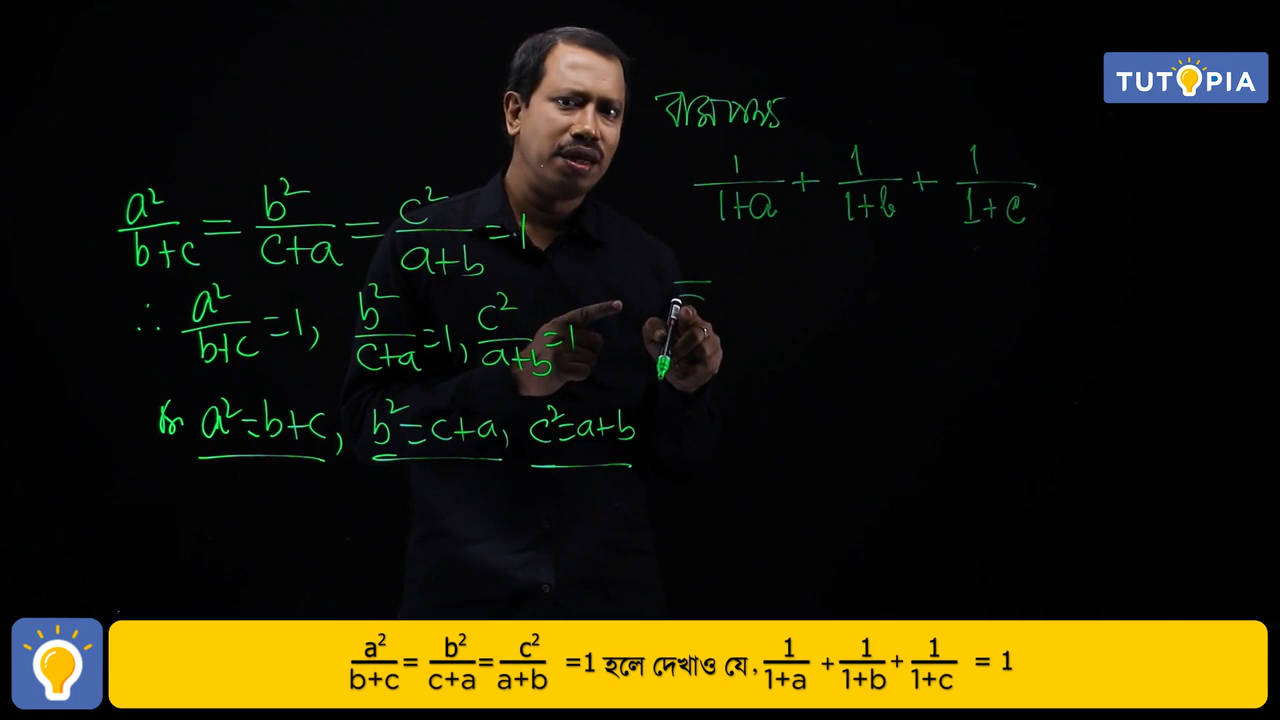 TUTOPIA
বামপক্ষ
1/(1+a) + 1/(1+b) + 1/(1+c)
=
a²/(b+c) = b²/(c+a) = c²/(a+b) = 1
∴ a²/(b+c) = 1, b²/(c+a) = 1, c²/(a+b) = 1
বা a² = b+c, b² = c+a, c² = a+b
a²/(b+c) = b²/(c+a) = c²/(a+b) = 1 হলে দেখাও যে, 1/(1+a) + 1/(1+b) + 1/(1+c) = 1